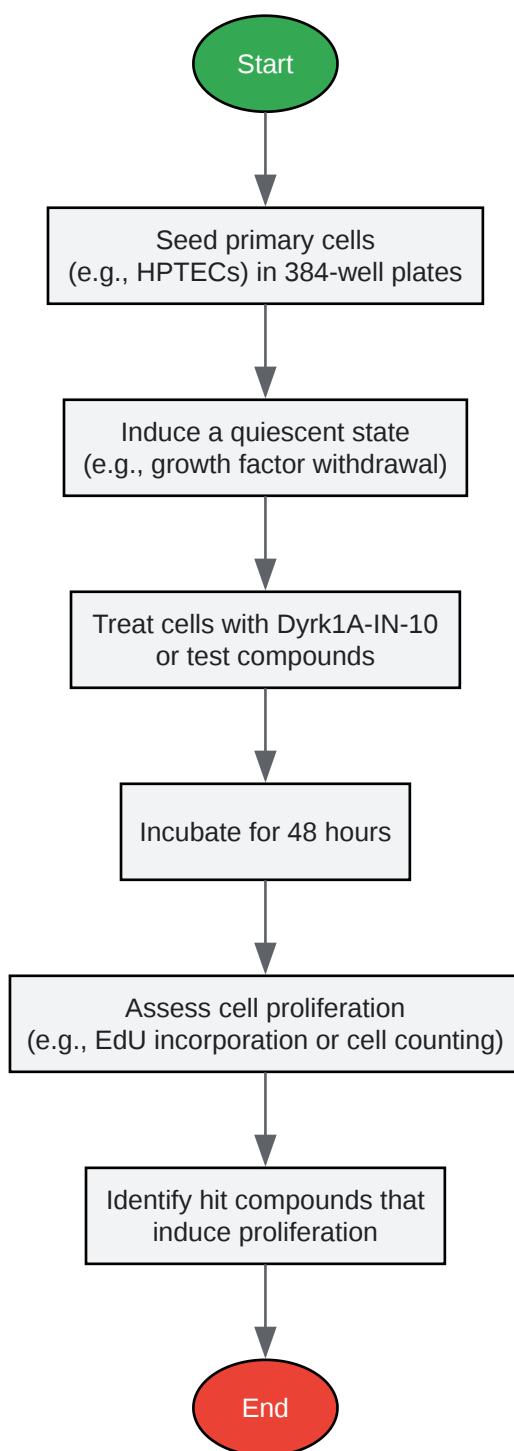 Start
Seed primary cells
(e.g., HPTECs) in 384-well plates
Induce a quiescent state
(e.g., growth factor withdrawal)
Treat cells with Dyrk1A-IN-10
or test compounds
Incubate for 48 hours
Assess cell proliferation
(e.g., EdU incorporation or cell counting)
Identify hit compounds that
induce proliferation
End